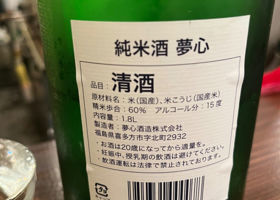 純米酒 夢心
品目：清酒
原材料名：米（国産）、米こうじ（国産米）
精米歩合：60%　アルコール分：15度
内容量：1.8L
製造者：夢心酒造株式会社
福島県喜多方市字北町2932
・お酒は20歳になってから適量を。
・妊娠中、授乳期の飲酒は避けてください。
・飲酒運転は法律で禁止されております。